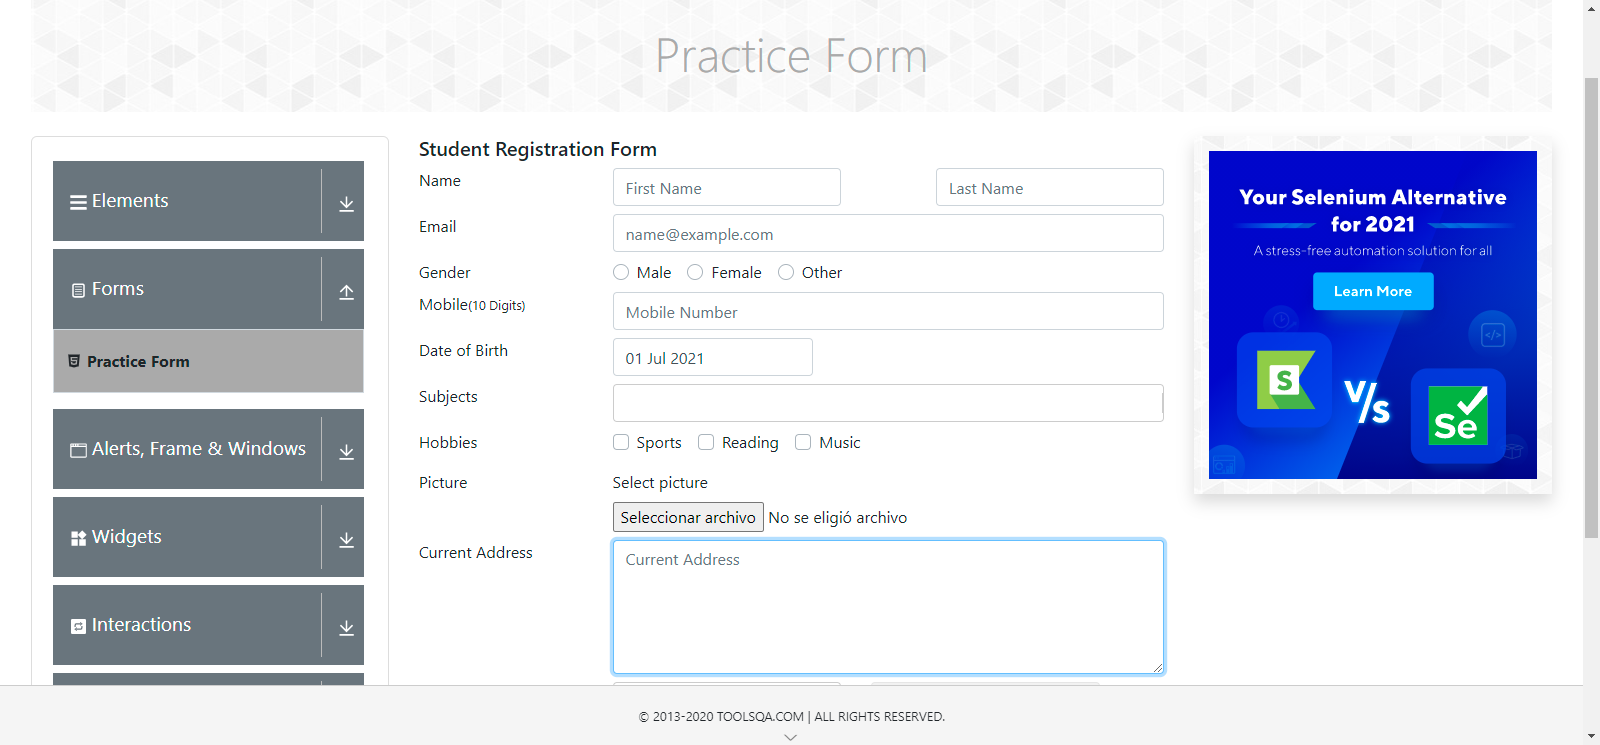 Practice Form
Elements
Forms
Practice Form
Alerts, Frame & Windows
Widgets
Interactions
Student Registration Form
Name
First Name
Last Name
Email
name@example.com
Gender
Male
Female
Other
Mobile(10 Digits)
Mobile Number
Date of Birth
01 Jul 2021
Subjects
Hobbies
Sports
Reading
Music
Picture
Select picture
Seleccionar archivo No se eligió archivo
Current Address
Current Address
Your Selenium Alternative
for 2021
A stress-free automation solution for all
Learn More
S
V/s
Se
© 2013-2020 TOOLSQA.COM | ALL RIGHTS RESERVED.